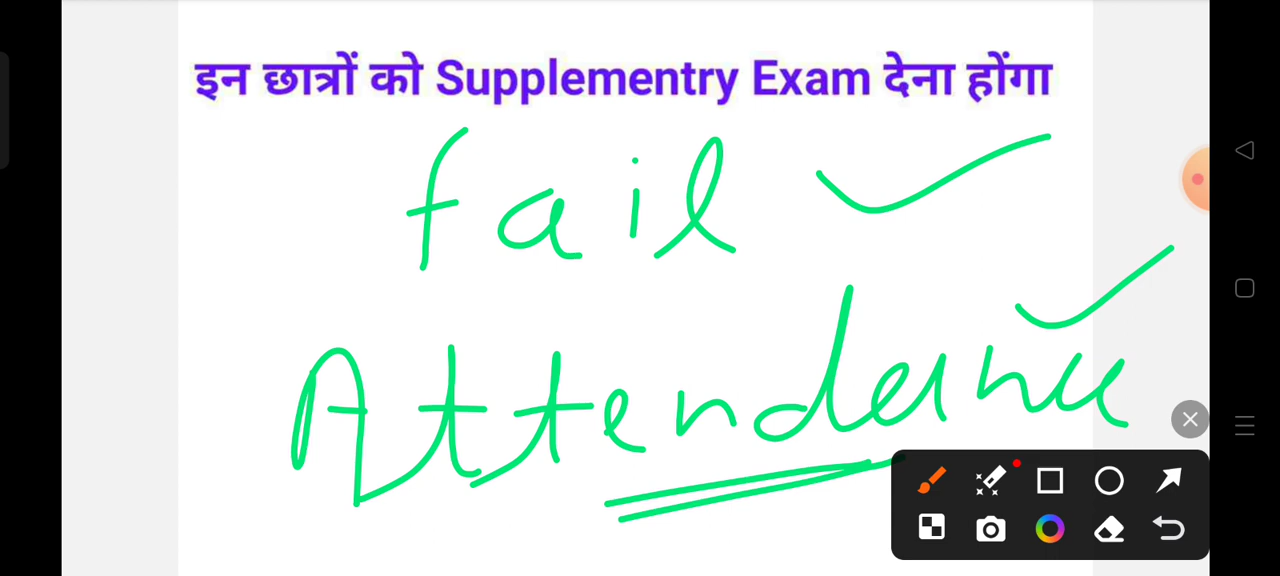 इन छात्रों को Supplementry Exam देना होंगा
fail
Attendance